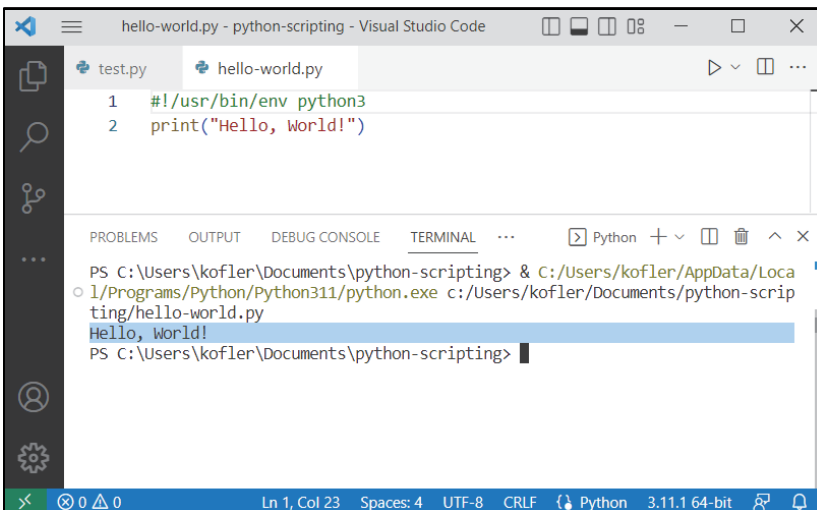 hello-world.py - python-scripting - Visual Studio Code
test.py hello-world.py
1 #!/usr/bin/env python3
2 print("Hello, World!")
PROBLEMS OUTPUT DEBUG CONSOLE TERMINAL ... Python
PS C:\Users\kofler\Documents\python-scripting> & C:/Users/kofler/AppData/Loca
l/Programs/Python/Python311/python.exe c:/Users/kofler/Documents/python-scrip
ting/hello-world.py
Hello, World!
PS C:\Users\kofler\Documents\python-scripting>
0 0 Ln 1, Col 23 Spaces: 4 UTF-8 CRLF Python 3.11.1 64-bit